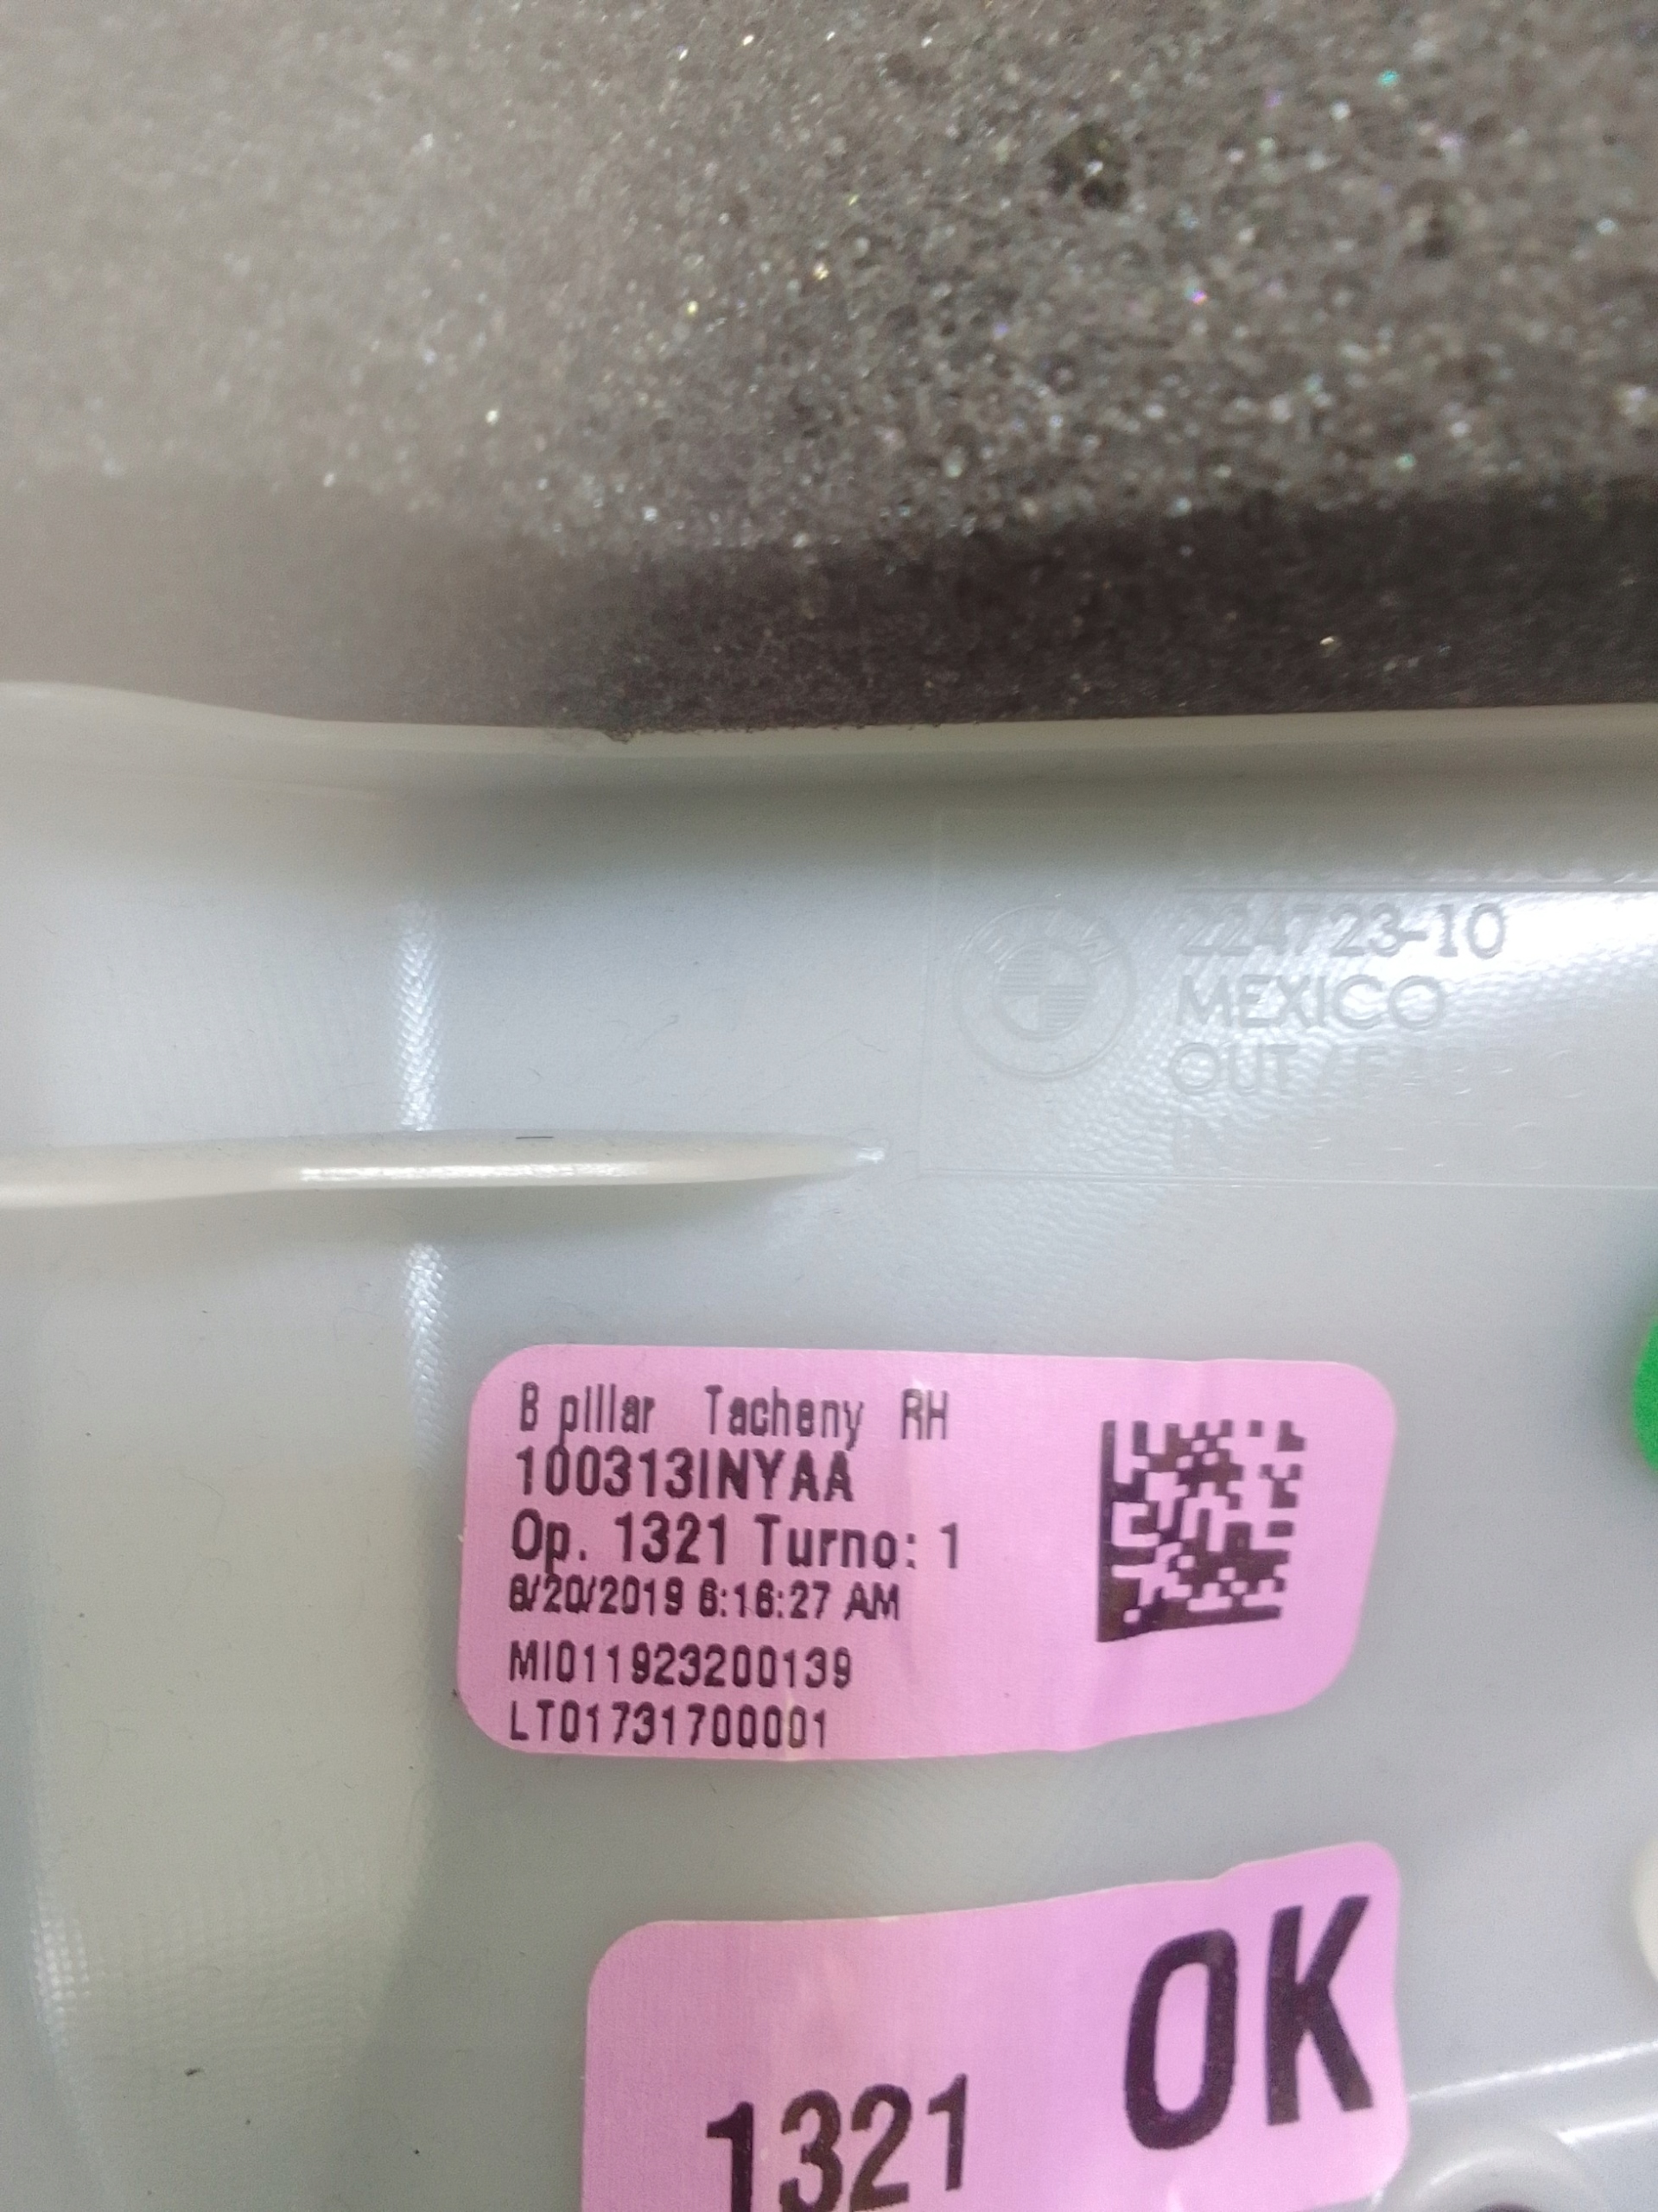 224723-10
MEXICO
OUT
B pillar Tacheny RH
100313INYAA
Op. 1321 Turno: 1
8/20/2019 6:16:27 AM
MI011923200139
LT01731700001
OK
1321